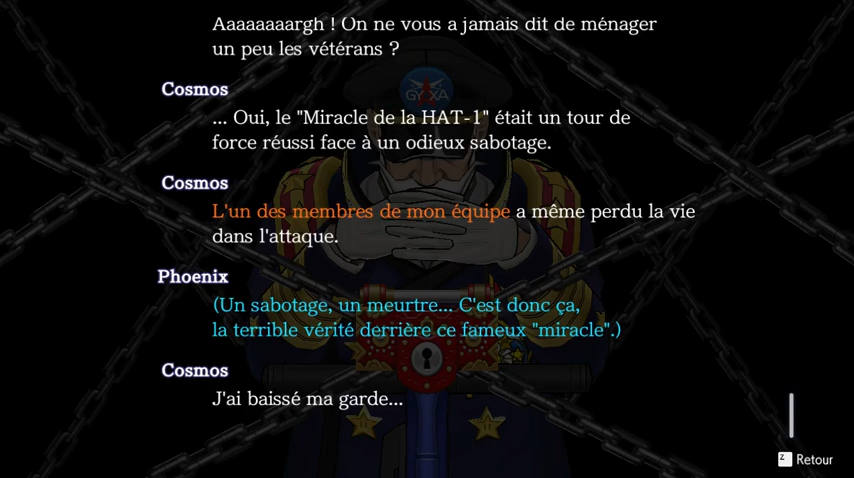 GYXA
Aaaaaaaargh ! On ne vous a jamais dit de ménager
un peu les vétérans ?
Cosmos
... Oui, le "Miracle de la HAT-1" était un tour de
force réussi face à un odieux sabotage.
Cosmos
L'un des membres de mon équipe a même perdu la vie
dans l'attaque.
Phoenix
(Un sabotage, un meurtre... C'est donc ça,
la terrible vérité derrière ce fameux "miracle".)
Cosmos
J'ai baissé ma garde...
Z Retour